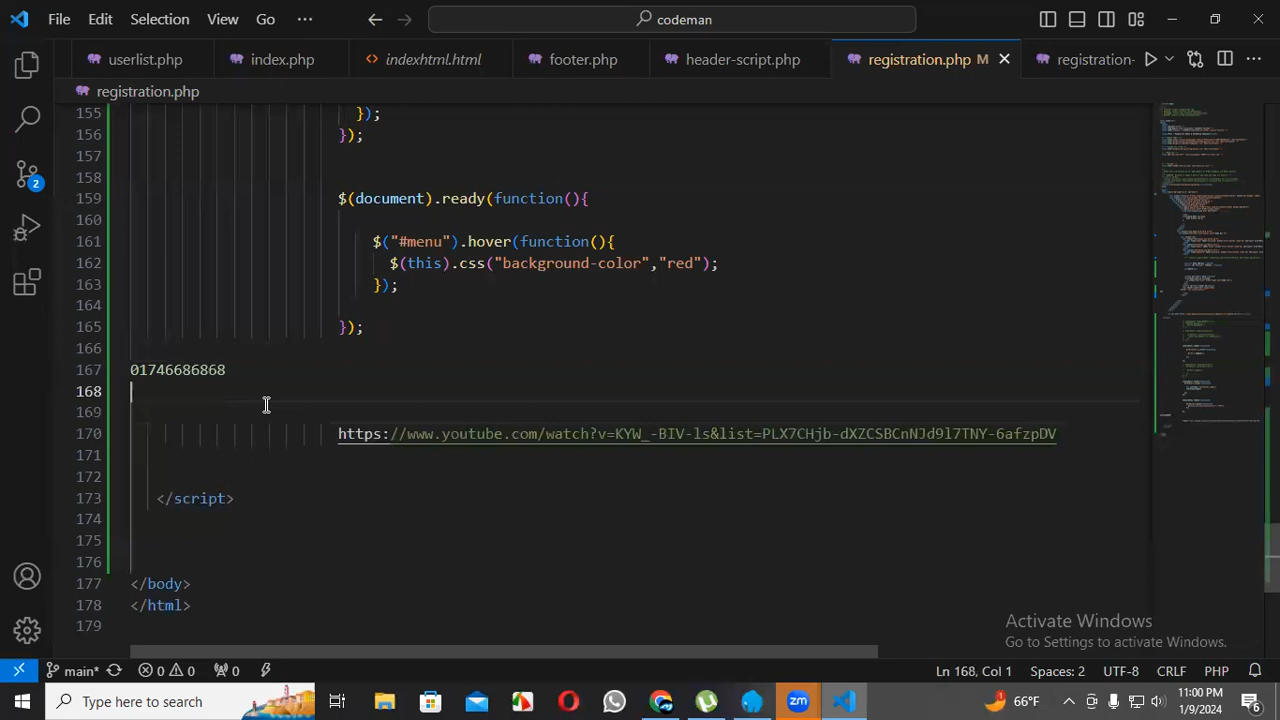 File Edit Selection View Go ··· codeman
userlist.php index.php indexhtml.html footer.php header-script.php registration.php M registration-
registration.php
155 });
156 });
157
158
159 $(document).ready(function(){
160
161 $("#menu").hover(function(){
162 $(this).css("background-color","red");
163 });
164
165 });
166
167 01746686868
168
169
170 https://www.youtube.com/watch?v=KYW_-BIV-ls&list=PLX7CHjb-dXZCSBCnNJd9l7TNY-6afzpDV
171
172
173 </script>
174
175
176
177 </body>
178 </html>
179
2
Activate Windows
Go to Settings to activate Windows.
main* 0 0 0 Ln 168, Col 1 Spaces: 2 UTF-8 CRLF PHP
Type here to search zm 66°F 11:00 PM
1/9/2024 6